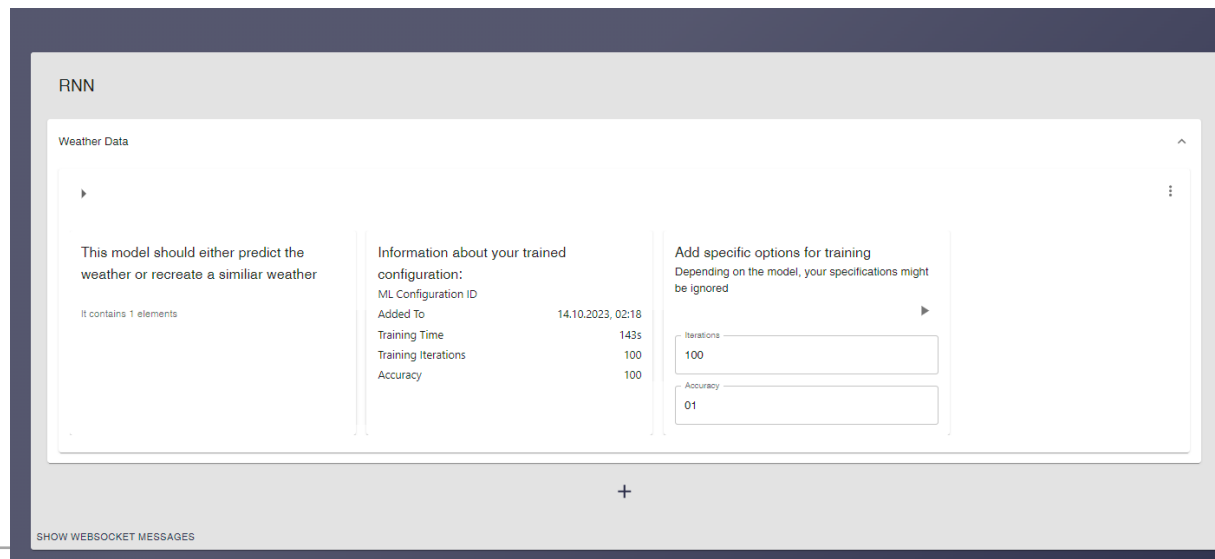 RNN
Weather Data
This model should either predict the
weather or recreate a similiar weather
It contains 1 elements
Information about your trained
configuration:
ML Configuration ID
Added To 14.10.2023, 02:18
Training Time 143s
Training Iterations 100
Accuracy 100
Add specific options for training
Depending on the model, your specifications might
be ignored
Iterations
100
Accuracy
01
SHOW WEBSOCKET MESSAGES